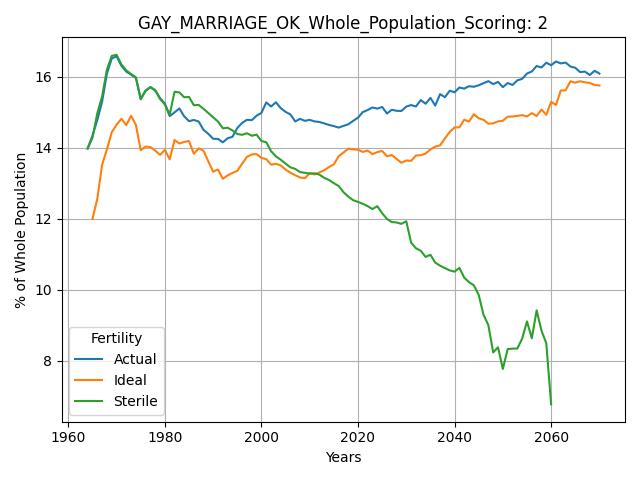 GAY_MARRIAGE_OK_Whole_Population_Scoring: 2
% of Whole Population
16
14
12
10
8
Fertility
Actual
Ideal
Sterile
1960 1980 2000 2020 2040 2060
Years